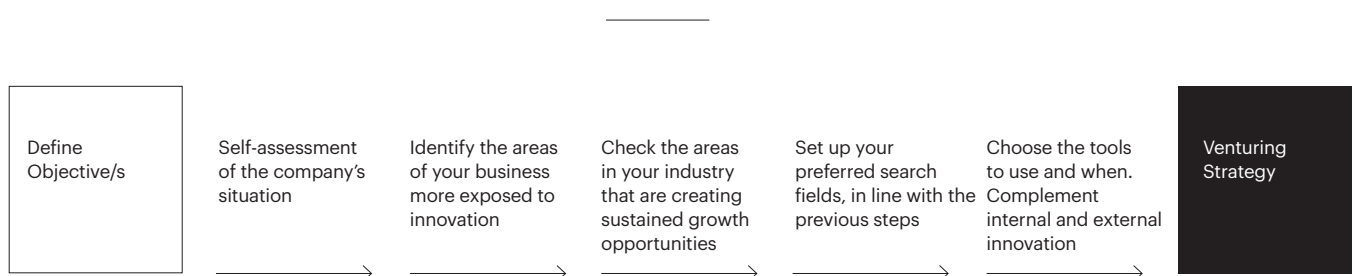 Define
Objective/s
Self-assessment
of the company's
situation
Identify the areas
of your business
more exposed to
innovation
Check the areas
in your industry
that are creating
sustained growth
opportunities
Set up your
preferred search
fields, in line with the
previous steps
Choose the tools
to use and when.
Complement
internal and external
innovation
Venturing
Strategy